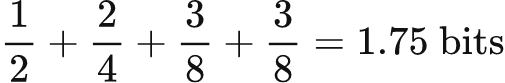 1/2 + 2/4 + 3/8 + 3/8 = 1.75 bits